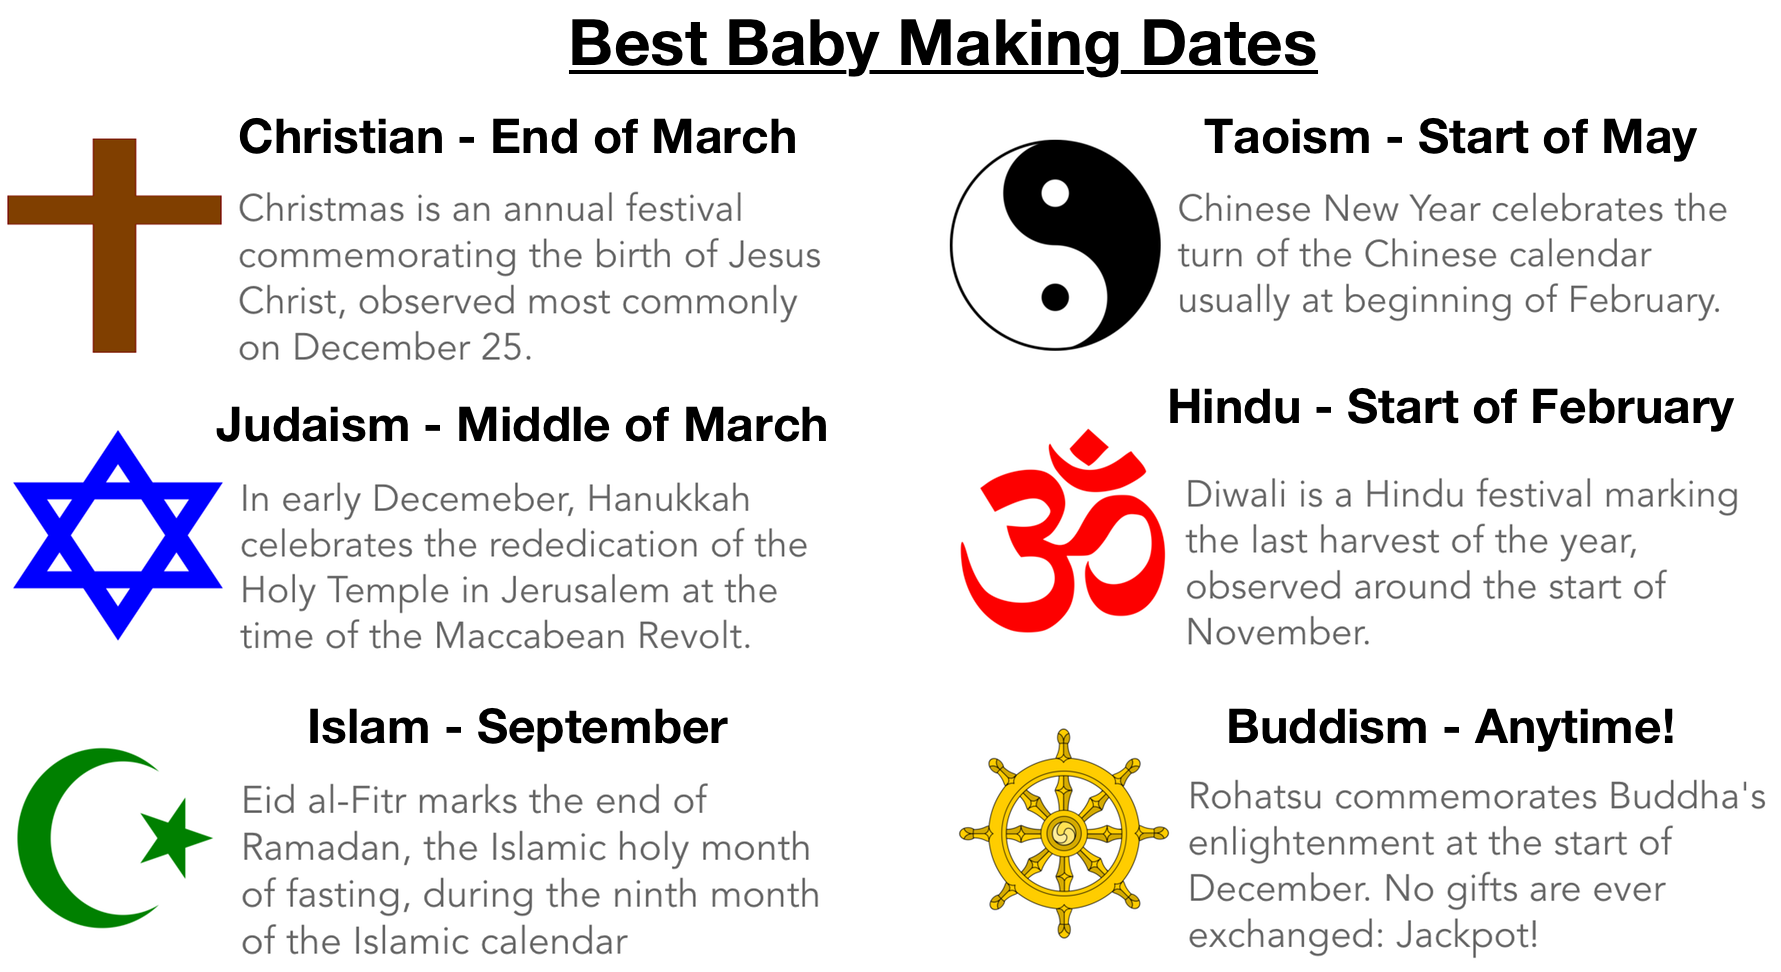 Best Baby Making Dates
Christian - End of March
Christmas is an annual festival
commemorating the birth of Jesus
Christ, observed most commonly
on December 25.
Judaism - Middle of March
In early Decemeber, Hanukkah
celebrates the rededication of the
Holy Temple in Jerusalem at the
time of the Maccabean Revolt.
Islam - September
Eid al-Fitr marks the end of
Ramadan, the Islamic holy month
of fasting, during the ninth month
of the Islamic calendar
Taoism - Start of May
Chinese New Year celebrates the
turn of the Chinese calendar
usually at beginning of February.
Hindu - Start of February
Diwali is a Hindu festival marking
the last harvest of the year,
observed around the start of
November.
Buddism - Anytime!
Rohatsu commemorates Buddha's
enlightenment at the start of
December. No gifts are ever
exchanged: Jackpot!